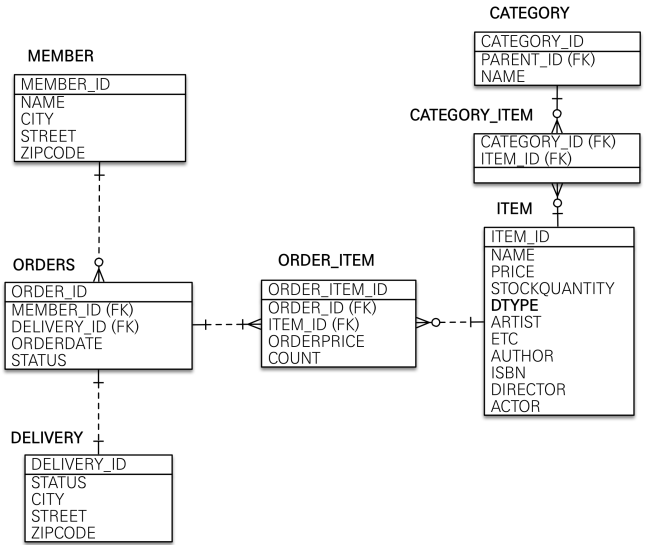 CATEGORY
CATEGORY_ID
PARENT_ID (FK)
NAME
MEMBER
MEMBER_ID
NAME
CITY
STREET
ZIPCODE
CATEGORY_ITEM
CATEGORY_ID (FK)
ITEM_ID (FK)
ITEM
ITEM_ID
NAME
PRICE
STOCKQUANTITY
DTYPE
ARTIST
ETC
AUTHOR
ISBN
DIRECTOR
ACTOR
ORDERS
ORDER_ID
MEMBER_ID (FK)
DELIVERY_ID (FK)
ORDERDATE
STATUS
ORDER_ITEM
ORDER_ITEM_ID
ORDER_ID (FK)
ITEM_ID (FK)
ORDERPRICE
COUNT
DELIVERY
DELIVERY_ID
STATUS
CITY
STREET
ZIPCODE